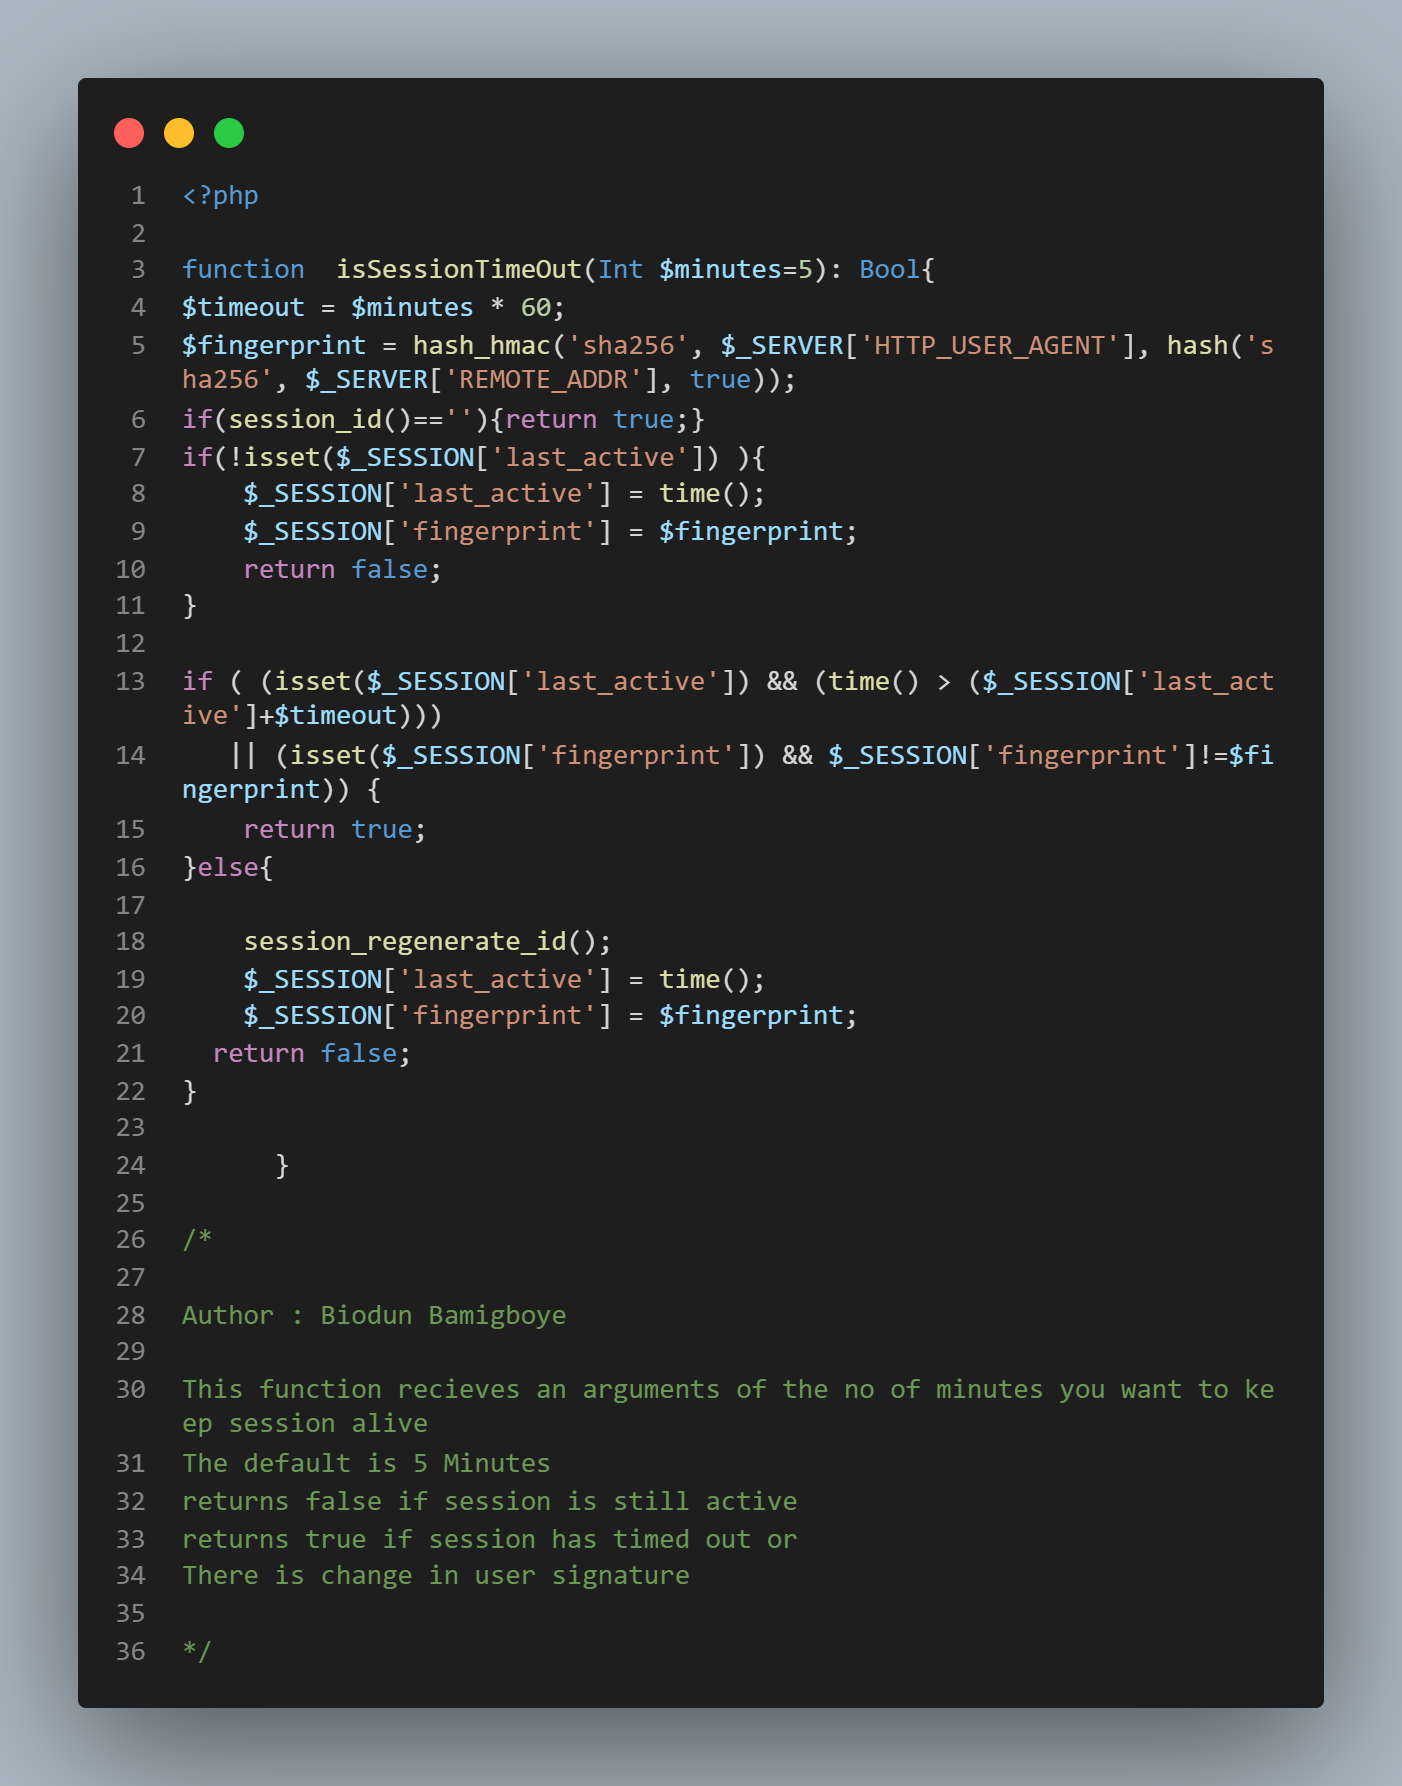 1 <?php
2
3 function  isSessionTimeOut(Int $minutes=5): Bool{
4 $timeout = $minutes * 60;
5 $fingerprint = hash_hmac('sha256', $_SERVER['HTTP_USER_AGENT'], hash('s
ha256', $_SERVER['REMOTE_ADDR'], true));
6 if(session_id()==''){return true;}
7 if(!isset($_SESSION['last_active']) ){
8     $_SESSION['last_active'] = time();
9     $_SESSION['fingerprint'] = $fingerprint;
10     return false;
11 }
12
13 if ( (isset($_SESSION['last_active']) && (time() > ($_SESSION['last_act
ive']+$timeout)))
14    || (isset($_SESSION['fingerprint']) && $_SESSION['fingerprint']!=$fi
ngerprint)) {
15     return true;
16 }else{
17
18     session_regenerate_id();
19     $_SESSION['last_active'] = time();
20     $_SESSION['fingerprint'] = $fingerprint;
21   return false;
22 }
23
24       }
25
26 /*
27
28 Author : Biodun Bamigboye
29
30 This function recieves an arguments of the no of minutes you want to ke
ep session alive
31 The default is 5 Minutes
32 returns false if session is still active
33 returns true if session has timed out or
34 There is change in user signature
35
36 */